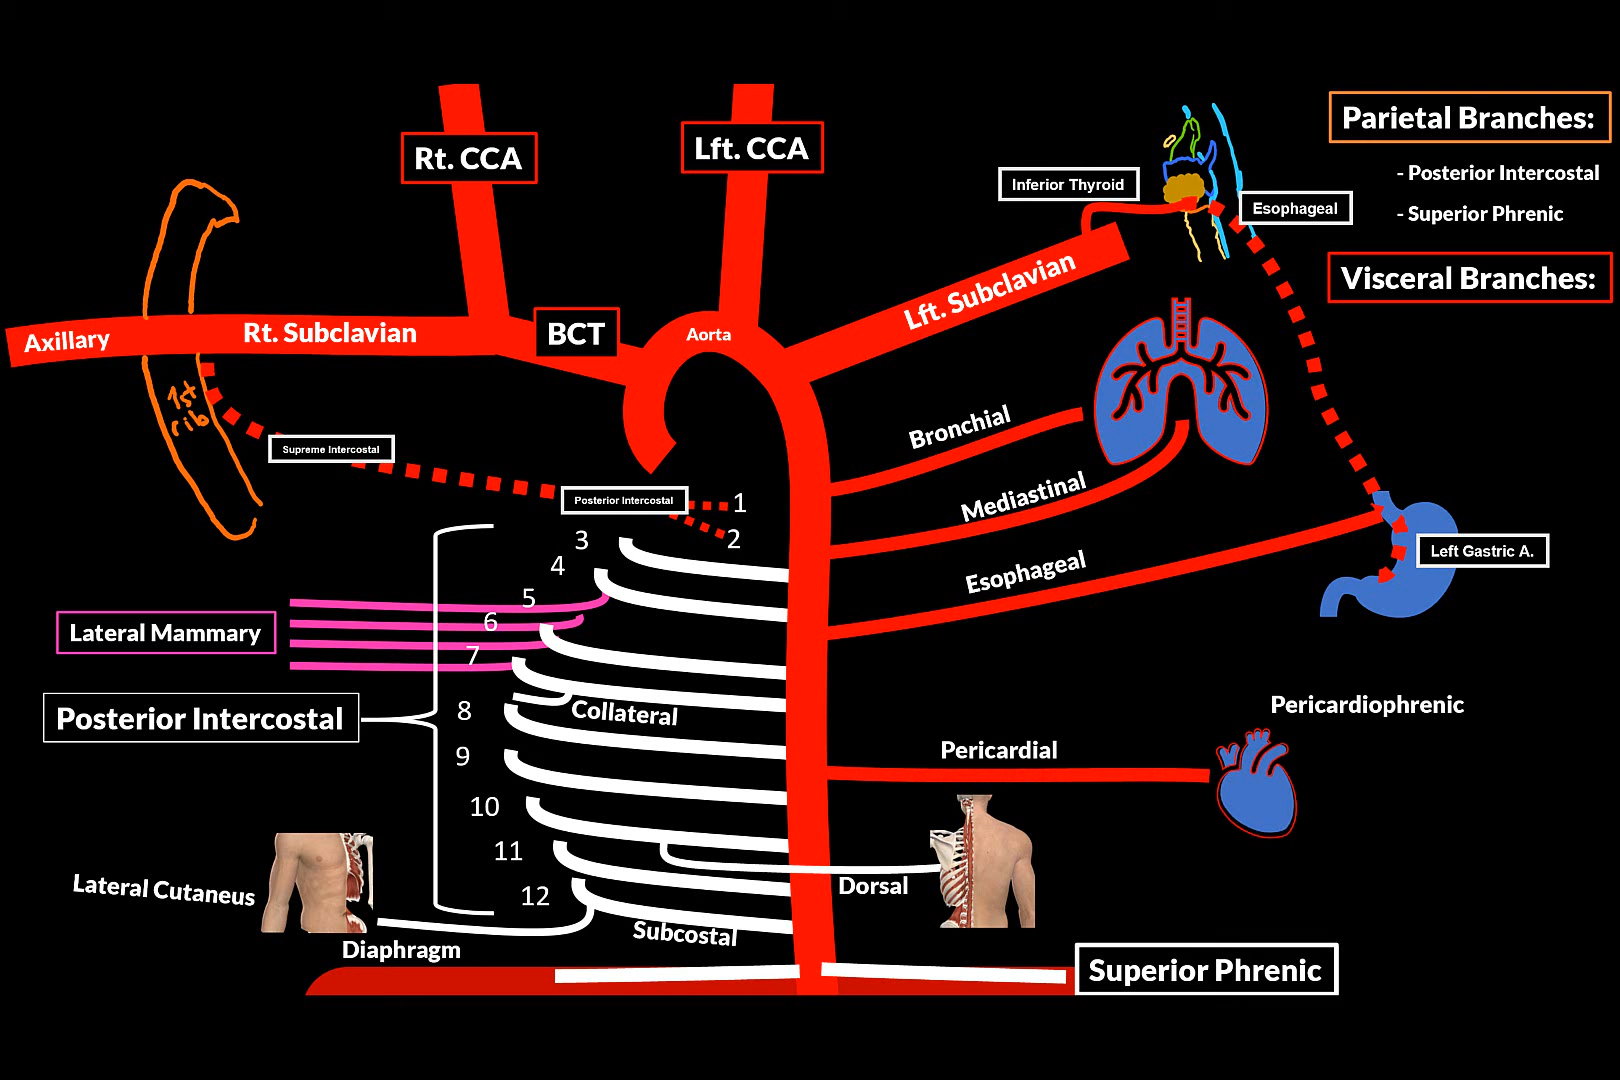 Rt. CCA
Lft. CCA
Parietal Branches:
- Posterior Intercostal
- Superior Phrenic
Visceral Branches:
Inferior Thyroid
Esophageal
Axillary
Rt. Subclavian
BCT
Aorta
Lft. Subclavian
1st
rib
Supreme Intercostal
Posterior Intercostal
1
2
3
4
5
6
7
8
9
10
11
12
Bronchial
Mediastinal
Esophageal
Left Gastric A.
Lateral Mammary
Posterior Intercostal
Collateral
Pericardiophrenic
Pericardial
Lateral Cutaneus
Dorsal
Subcostal
Diaphragm
Superior Phrenic